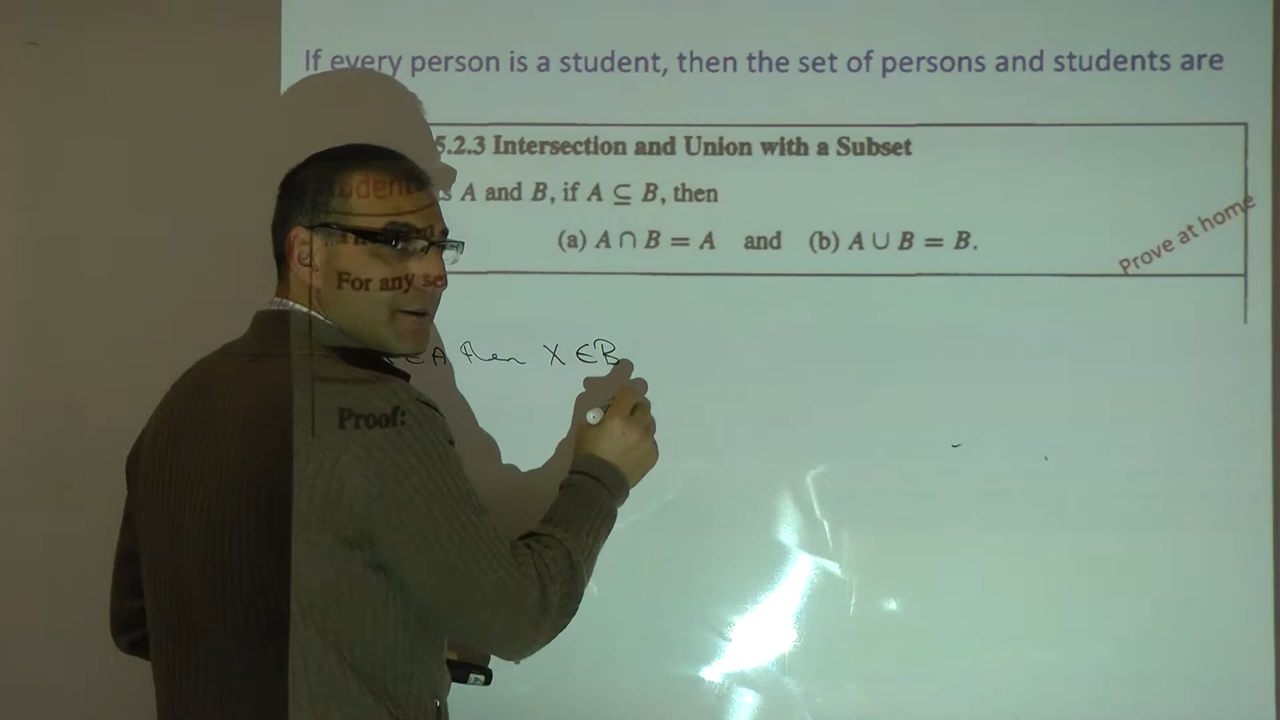 If every person is a student, then the set of persons and students are
5.2.3 Intersection and Union with a Subset
A and B, if A ⊆ B, then
(a) A ∩ B = A and (b) A ∪ B = B.
Prove at home
For any se
∈ A then X ∈ B
Proof: